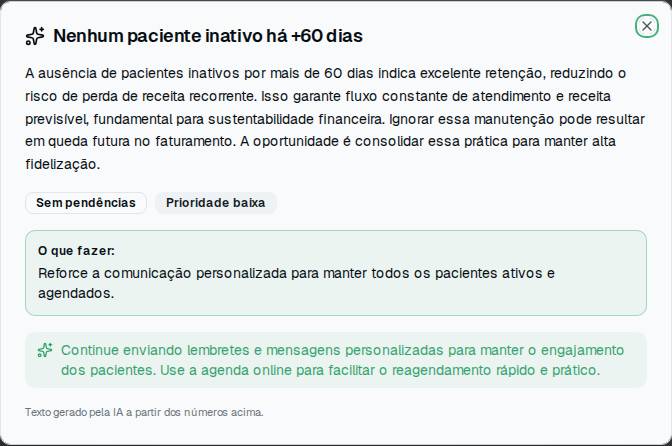 Nenhum paciente inativo há +60 dias
A ausência de pacientes inativos por mais de 60 dias indica excelente retenção, reduzindo o
risco de perda de receita recorrente. Isso garante fluxo constante de atendimento e receita
previsível, fundamental para sustentabilidade financeira. Ignorar essa manutenção pode resultar
em queda futura no faturamento. A oportunidade é consolidar essa prática para manter alta
fidelização.
Sem pendências
Prioridade baixa
O que fazer:
Reforce a comunicação personalizada para manter todos os pacientes ativos e
agendados.
Continue enviando lembretes e mensagens personalizadas para manter o engajamento
dos pacientes. Use a agenda online para facilitar o reagendamento rápido e prático.
Texto gerado pela IA a partir dos números acima.